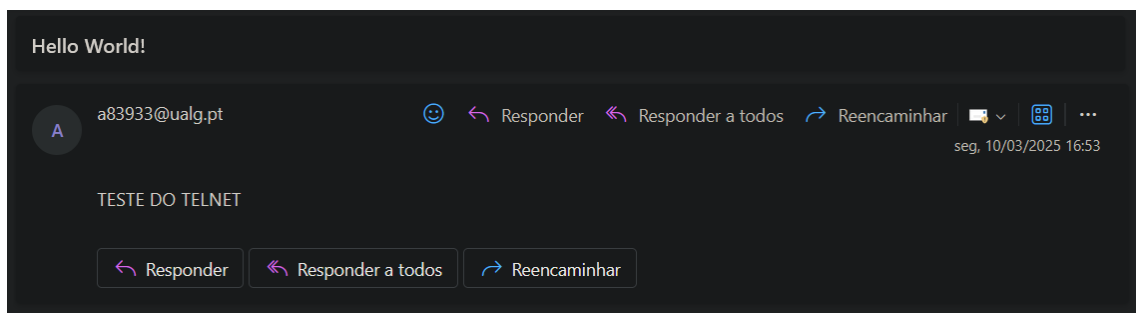 Hello World!
a83933@ualg.pt
A
Responder
Responder a todos
Reencaminhar
seg, 10/03/2025 16:53
TESTE DO TELNET
Responder
Responder a todos
Reencaminhar